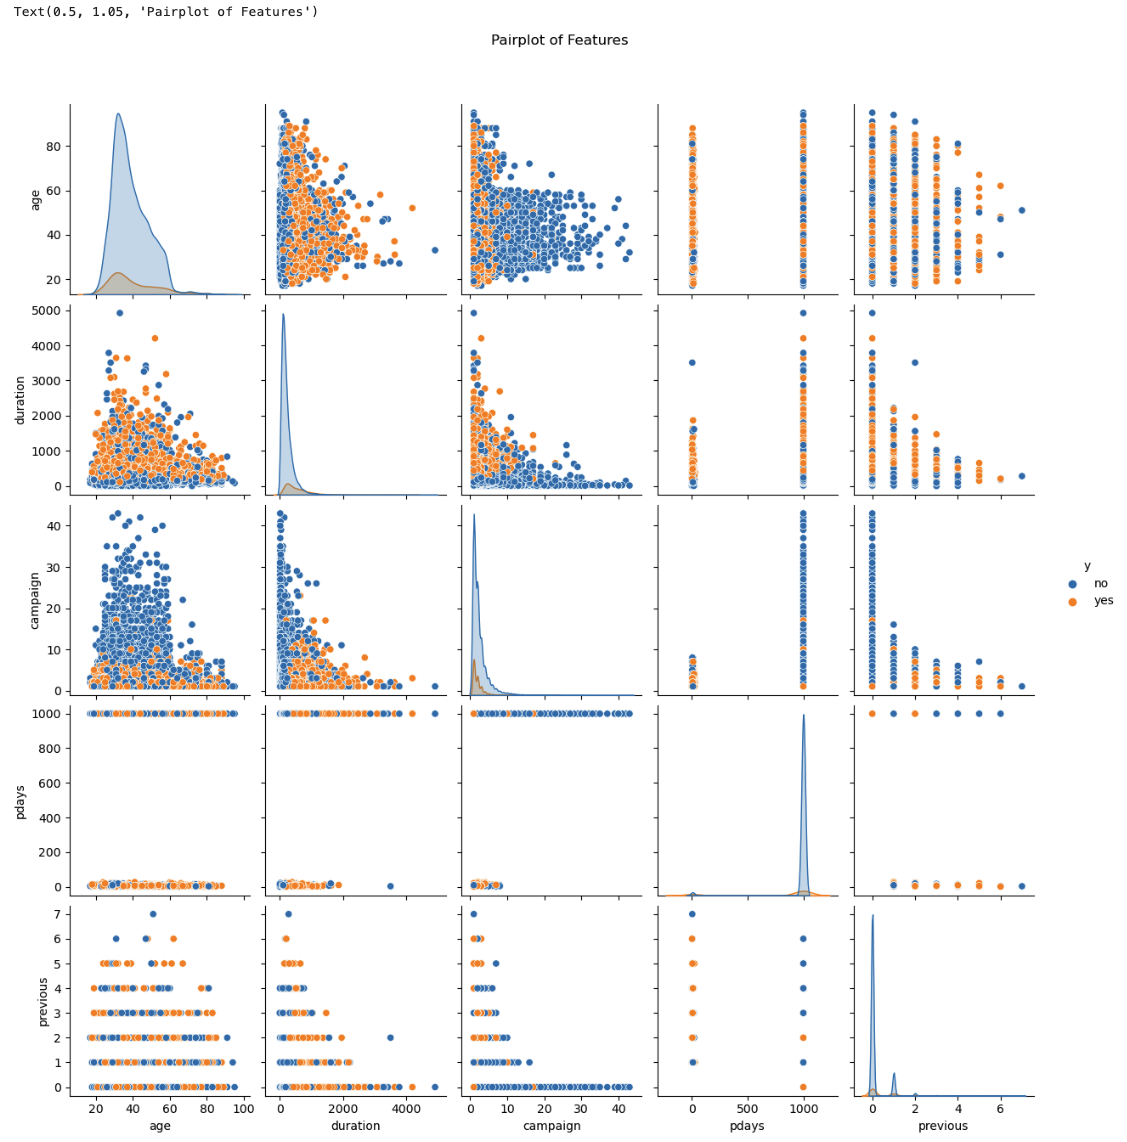 Text(0.5, 1.05, 'Pairplot of Features')
Pairplot of Features
80
60
40
20
age
5000
4000
3000
2000
1000
0
duration
40
30
20
10
0
campaign
y
no
yes
1000
800
600
400
200
0
pdays
7
6
5
4
3
2
1
0
previous
20 40 60 80 100
0 2000 4000
0 10 20 30 40
0 500 1000
0 2 4 6
age
duration
campaign
pdays
previous